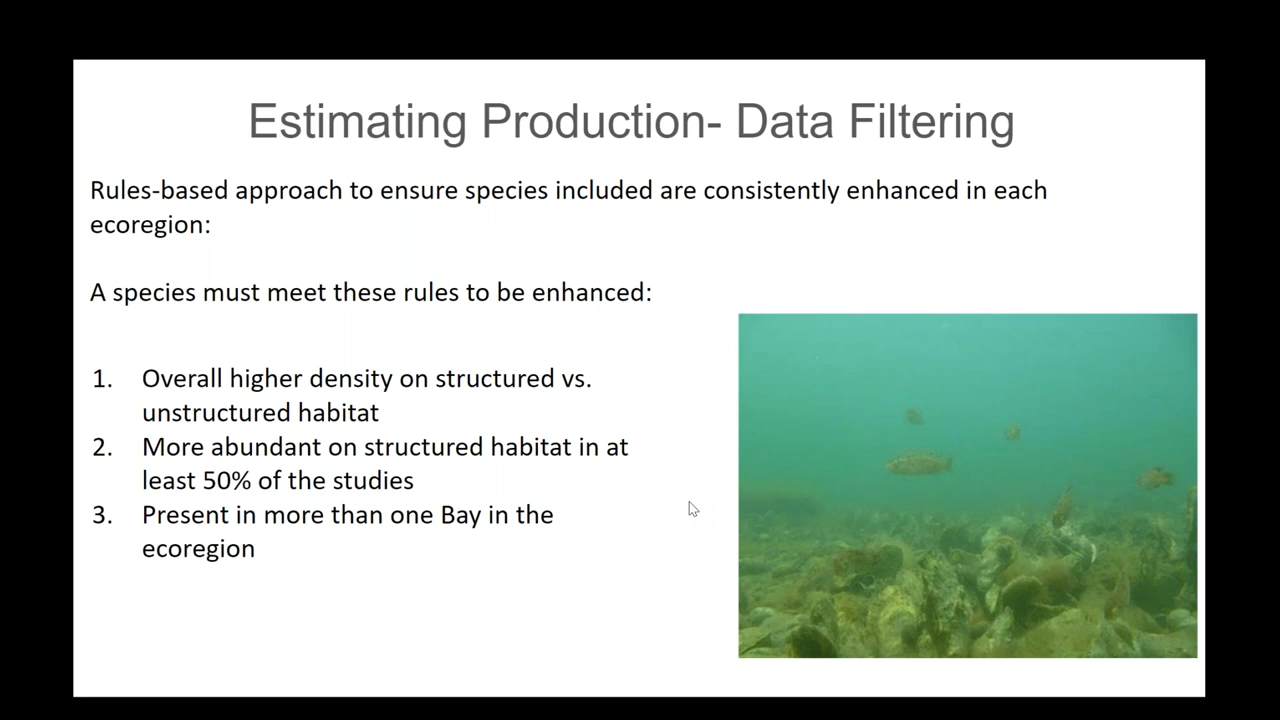 Estimating Production- Data Filtering
Rules-based approach to ensure species included are consistently enhanced in each
ecoregion:
A species must meet these rules to be enhanced:
1. Overall higher density on structured vs.
unstructured habitat
2. More abundant on structured habitat in at
least 50% of the studies
3. Present in more than one Bay in the
ecoregion